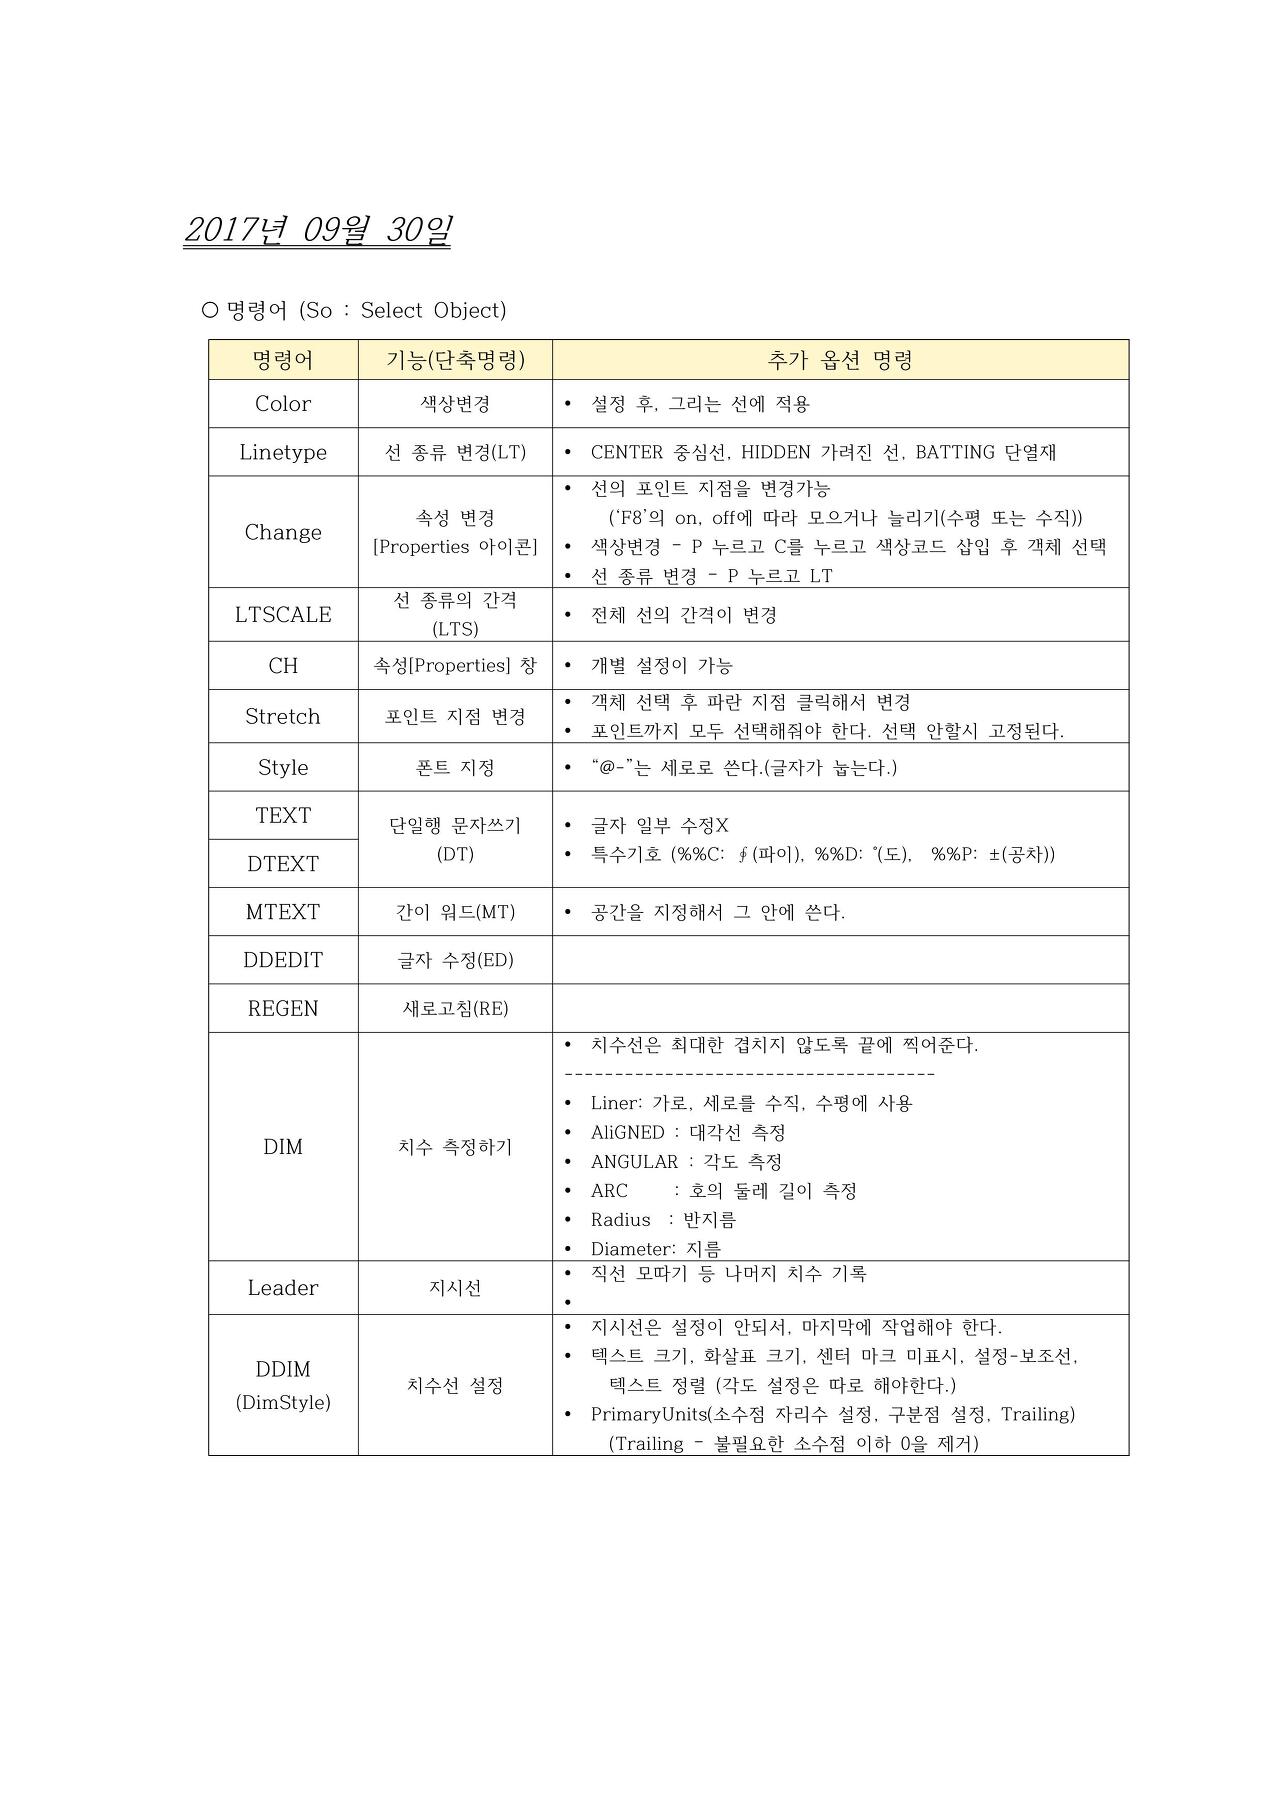 2017년 09월 30일
○ 명령어 (So : Select Object)
명령어 기능(단축명령) 추가 옵션 명령
Color 색상변경 • 설정 후, 그리는 선에 적용
Linetype 선 종류 변경(LT) • CENTER 중심선, HIDDEN 가려진 선, BATTING 단열재
Change
속성 변경
[Properties 아이콘]
• 선의 포인트 지점을 변경가능
(‘F8’의 on, off에 따라 모으거나 늘리기(수평 또는 수직))
• 색상변경 - P 누르고 C를 누르고 색상코드 삽입 후 객체 선택
• 선 종류 변경 - P 누르고 LT
LTSCALE
선 종류의 간격
(LTS)
• 전체 선의 간격이 변경
CH 속성[Properties] 창 • 개별 설정이 가능
Stretch 포인트 지점 변경
• 객체 선택 후 파란 지점 클릭해서 변경
• 포인트까지 모두 선택해줘야 한다. 선택 안할시 고정된다.
Style 폰트 지정 • “@-”는 세로로 쓴다.(글자가 눕는다.)
TEXT
DTEXT
단일행 문자쓰기
(DT)
• 글자 일부 수정X
• 특수기호 (%%C: ∮(파이), %%D: °(도), %%P: ±(공차))
MTEXT 간이 워드(MT) • 공간을 지정해서 그 안에 쓴다.
DDEDIT 글자 수정(ED)
REGEN 새로고침(RE)
DIM 치수 측정하기
• 치수선은 최대한 겹치지 않도록 끝에 찍어준다.
-------------------------------------
• Liner: 가로, 세로를 수직, 수평에 사용
• AliGNED : 대각선 측정
• ANGULAR : 각도 측정
• ARC : 호의 둘레 길이 측정
• Radius : 반지름
• Diameter: 지름
Leader 지시선
• 직선 모따기 등 나머지 치수 기록
•
DDIM
(DimStyle)
치수선 설정
• 지시선은 설정이 안되서, 마지막에 작업해야 한다.
• 텍스트 크기, 화살표 크기, 센터 마크 미표시, 설정-보조선,
텍스트 정렬 (각도 설정은 따로 해야한다.)
• PrimaryUnits(소수점 자리수 설정, 구분점 설정, Trailing)
(Trailing - 불필요한 소수점 이하 0을 제거)